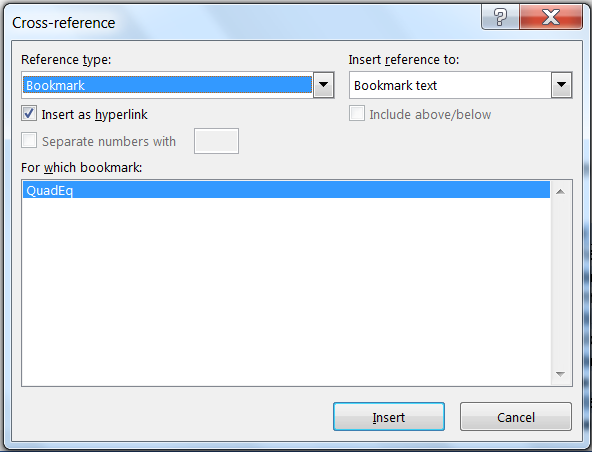 Cross-reference
?
Reference type: Insert reference to:
Bookmark Bookmark text
Insert as hyperlink Include above/below
Separate numbers with
For which bookmark:
QuadEq
Insert Cancel